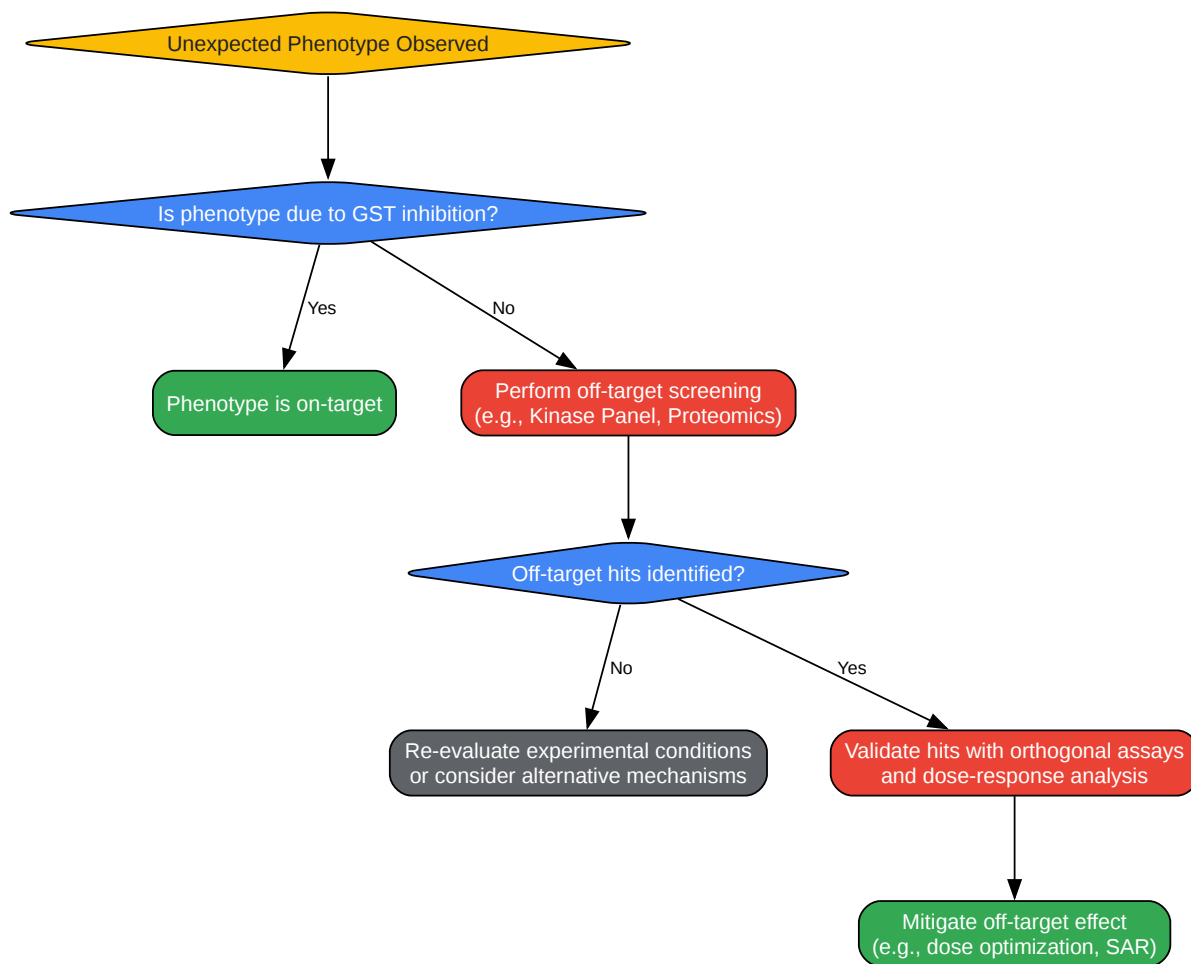 Unexpected Phenotype Observed
Is phenotype due to GST inhibition?
Yes
No
Phenotype is on-target
Perform off-target screening
(e.g., Kinase Panel, Proteomics)
Off-target hits identified?
No
Yes
Re-evaluate experimental conditions
or consider alternative mechanisms
Validate hits with orthogonal assays
and dose-response analysis
Mitigate off-target effect
(e.g., dose optimization, SAR)